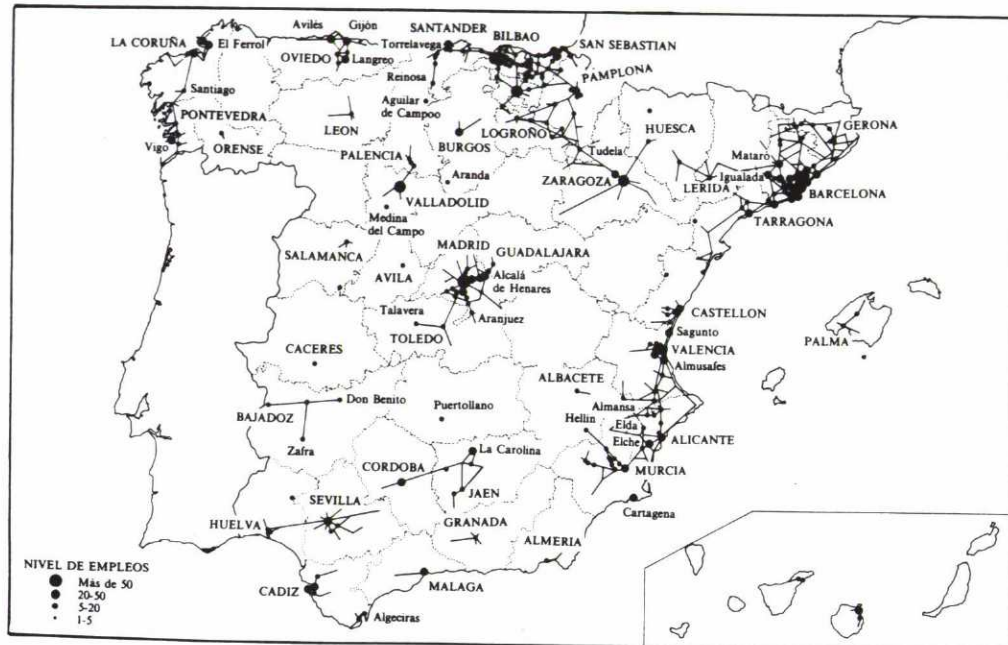 Avilés
Gijón
SANTANDER
BILBAO
LA CORUÑA
El Ferrol
Torrelavega
SAN SEBASTIAN
OVIEDO
Langreo
Reinosa
PAMPLONA
Santiago
Aguilar
de Campoo
PONTEVEDRA
LEON
BURGOS
LOGROÑO
HUESCA
GERONA
Vigo
ORENSE
PALENCIA
Tudela
Mataró
Aranda
ZARAGOZA
LERIDA
Igualada
BARCELONA
VALLADOLID
TARRAGONA
Medina
del Campo
SALAMANCA
MADRID
GUADALAJARA
AVILA
Alcalá
de Henares
Talavera
Aranjuez
CASTELLON
TOLEDO
Sagunto
PALMA
CACERES
VALENCIA
Almusafes
ALBACETE
BAJADOZ
Don Benito
Puertollano
Almansa
Hellin
Elda
Zafra
Elche
ALICANTE
La Carolina
CORDOBA
MURCIA
SEVILLA
JAEN
Cartagena
HUELVA
GRANADA
ALMERIA
NIVEL DE EMPLEOS
Más de 50
20-50
5-20
1-5
CADIZ
MALAGA
Algeciras